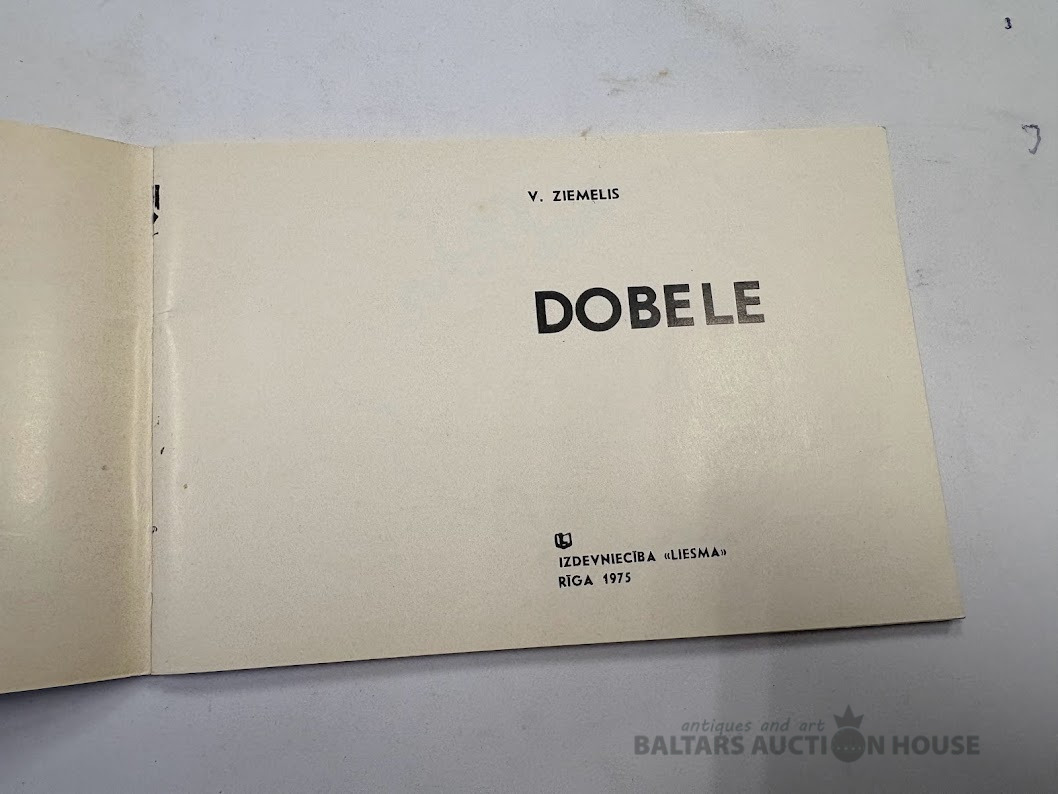 V. ZIEMELIS
DOBELE
IZDEVNIECĪBA «LIESMA»
RĪGA 1975
antiques and art
BALTARS AUCTION HOUSE